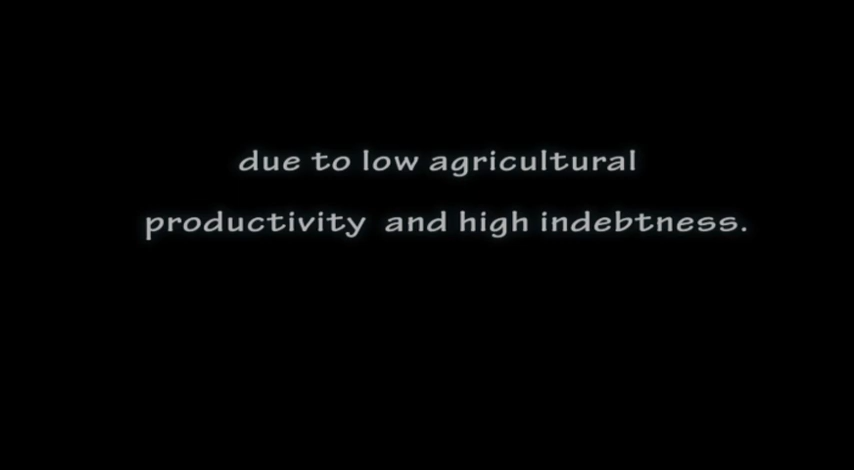 due to low agricultural
productivity and high indebtness.